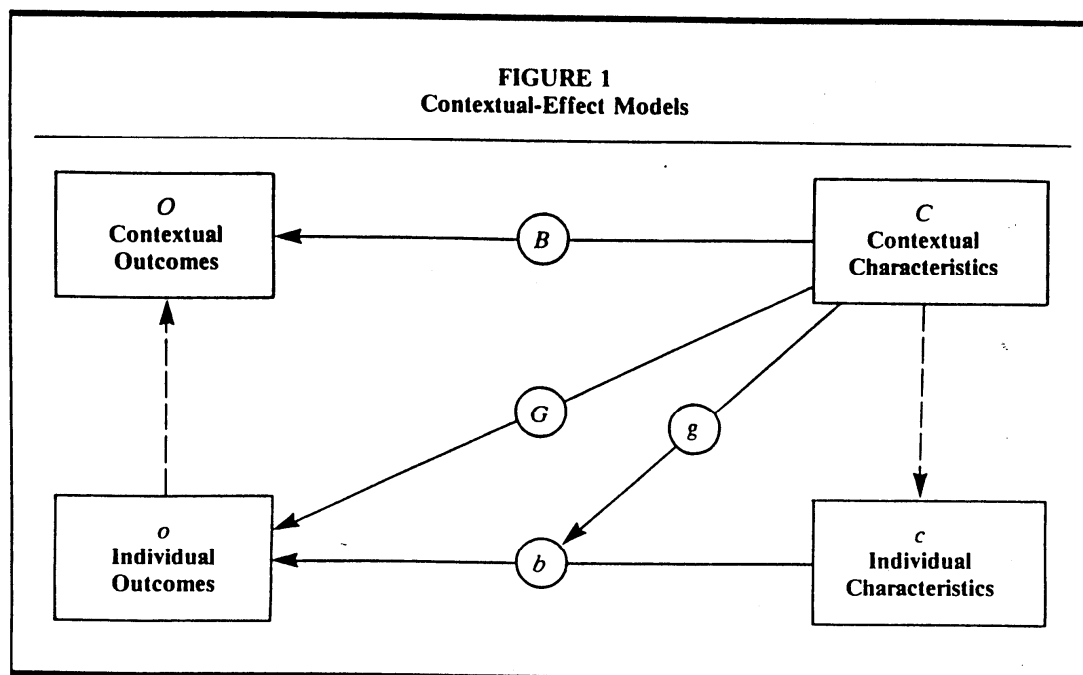 FIGURE 1
Contextual-Effect Models
O
Contextual
Outcomes
B
C
Contextual
Characteristics
G
g
o
Individual
Outcomes
b
c
Individual
Characteristics